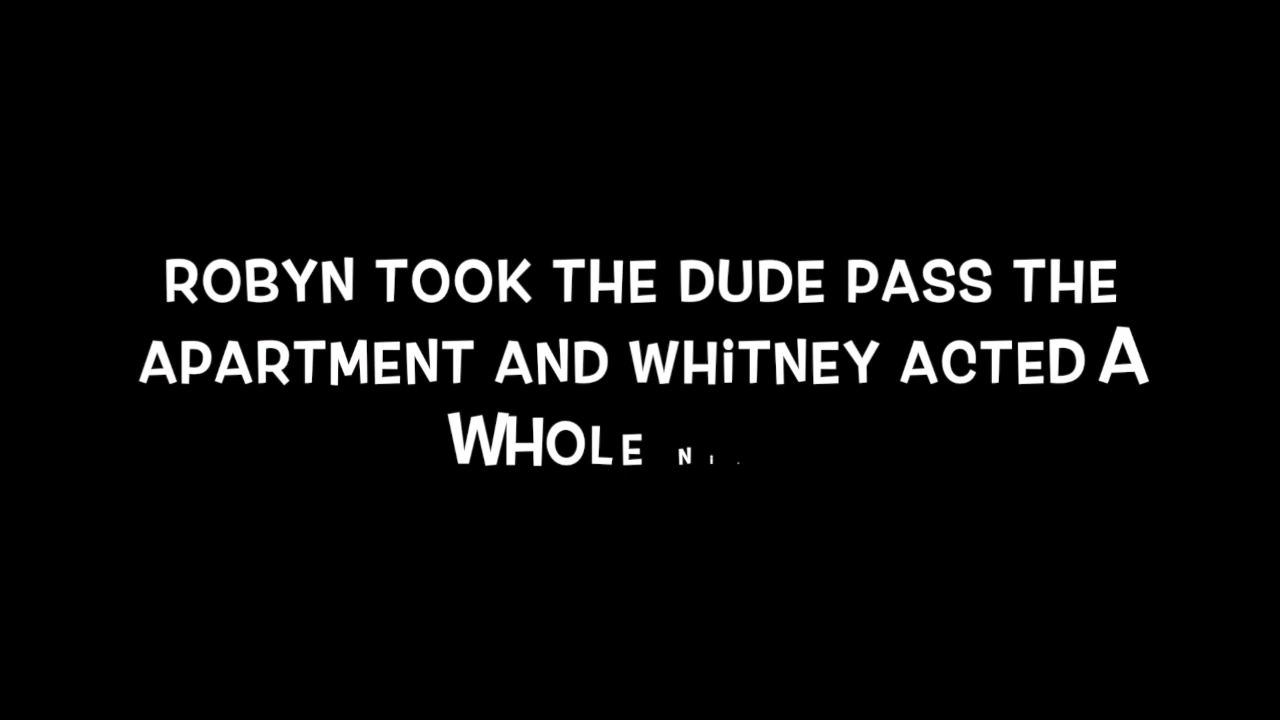 ROBYN TOOK THE DUDE PASS THE
APARTMENT AND WHiTNEY ACTED A
WHOLE